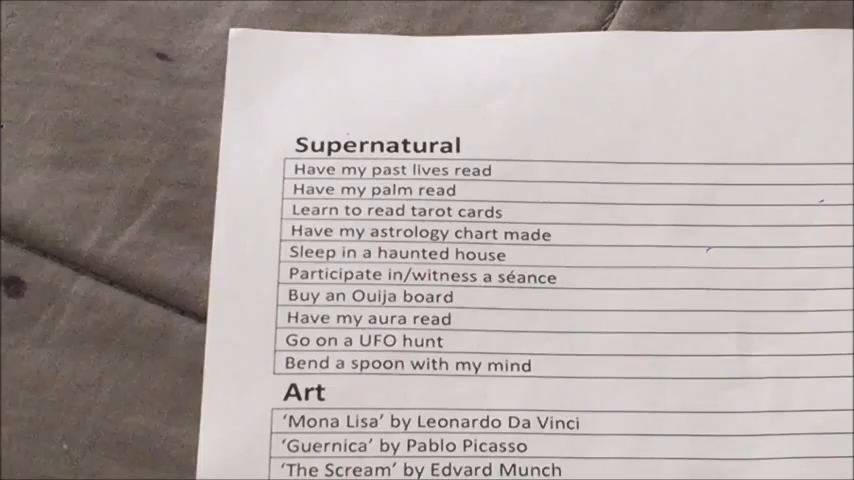 Supernatural
Have my past lives read
Have my palm read
Learn to read tarot cards
Have my astrology chart made
Sleep in a haunted house
Participate in/witness a séance
Buy an Ouija board
Have my aura read
Go on a UFO hunt
Bend a spoon with my mind
Art
‘Mona Lisa’ by Leonardo Da Vinci
‘Guernica’ by Pablo Picasso
‘The Scream’ by Edvard Munch